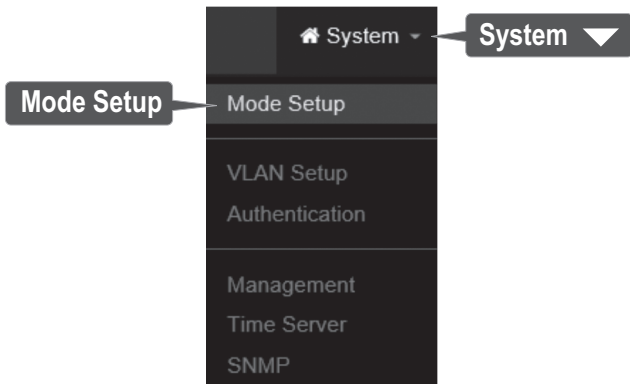 System System
Mode Setup Mode Setup
VLAN Setup
Authentication
Management
Time Server
SNMP